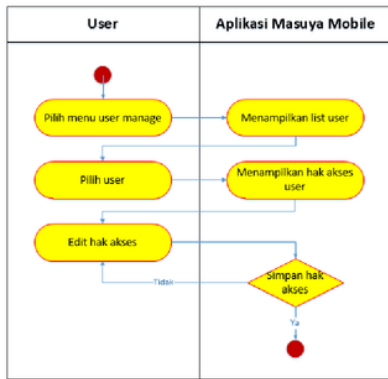 User
Aplikasi Masuya Mobile
Pilih menu user manage
Menampilkan list user
Pilih user
Menampilkan hak akses
user
Edit hak akses
Simpan hak
akses
Tidak
Ya